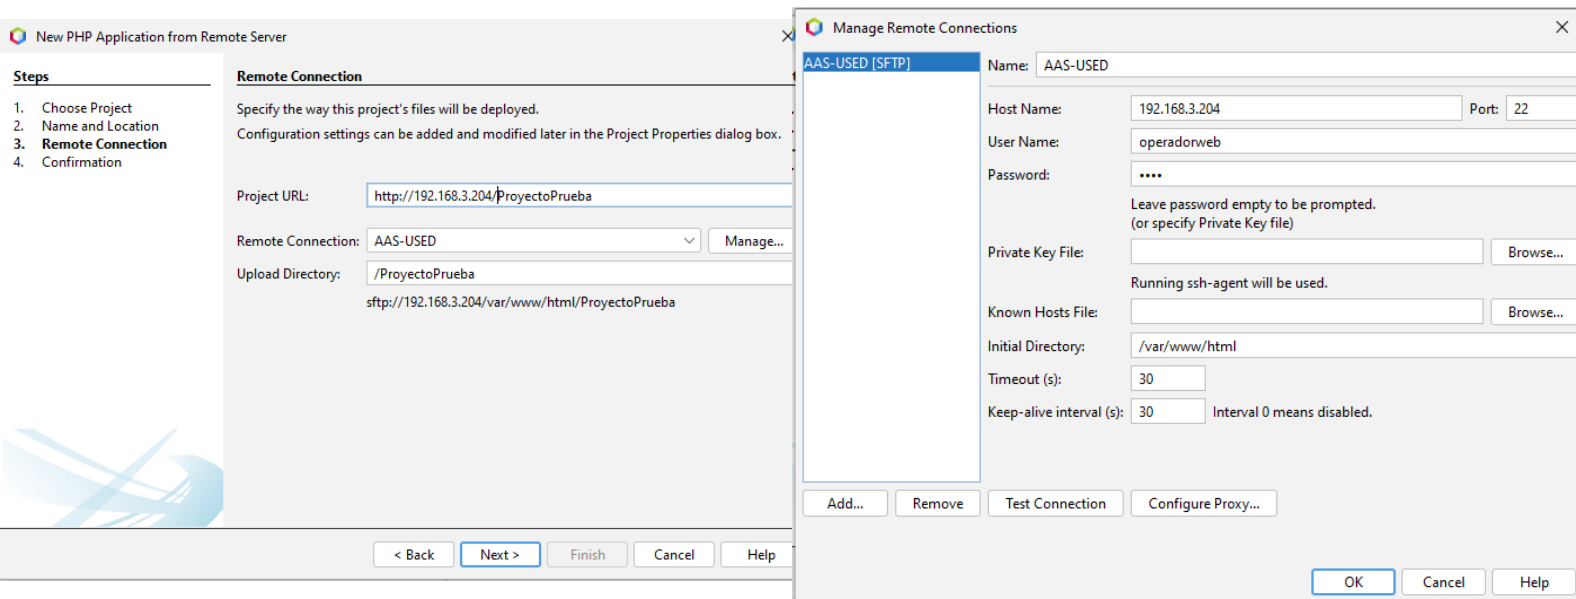 New PHP Application from Remote Server
Steps
1. Choose Project
2. Name and Location
3. Remote Connection
4. Confirmation
Remote Connection
Specify the way this project's files will be deployed.
Configuration settings can be added and modified later in the Project Properties dialog box.
Project URL: http://192.168.3.204/ProyectoPrueba
Remote Connection: AAS-USED Manage...
Upload Directory: /ProyectoPrueba
sftp://192.168.3.204/var/www/html/ProyectoPrueba
< Back Next > Finish Cancel Help
Manage Remote Connections
AAS-USED [SFTP]
Name: AAS-USED
Host Name: 192.168.3.204 Port: 22
User Name: operadorweb
Password: ••••
Leave password empty to be prompted.
(or specify Private Key file)
Private Key File: Browse...
Running ssh-agent will be used.
Known Hosts File: Browse...
Initial Directory: /var/www/html
Timeout (s): 30
Keep-alive interval (s): 30 Interval 0 means disabled.
Add... Remove Test Connection Configure Proxy...
OK Cancel Help